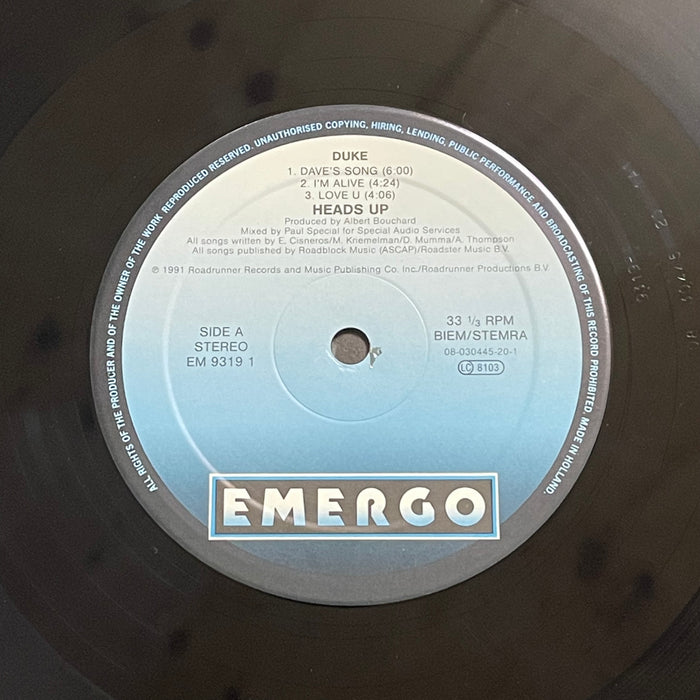 ALL RIGHTS OF THE PRODUCER AND OF THE OWNER OF THE WORK REPRODUCED RESERVED. UNAUTHORISED COPYING, HIRING, LENDING, PUBLIC PERFORMANCE AND BROADCASTING OF THIS RECORD PROHIBITED. MADE IN HOLLAND.
DUKE
1. DAVE'S SONG (6:00)
2. I'M ALIVE (4:24)
3. LOVE U (4:06)
HEADS UP
Produced by Albert Bouchard
Mixed by Paul Special for Special Audio Services
All songs written by E. Cisneros/M. Kriemelman/D. Mumma/A. Thompson
All songs published by Roadblock Music (ASCAP)/Roadster Music B.V.
℗ 1991 Roadrunner Records and Music Publishing Co. Inc./Roadrunner Productions B.V.
SIDE A
STEREO
EM 9319 1
33 1/3 RPM
BIEM/STEMRA
08-030445-20-1
LC 8103
EMERGO